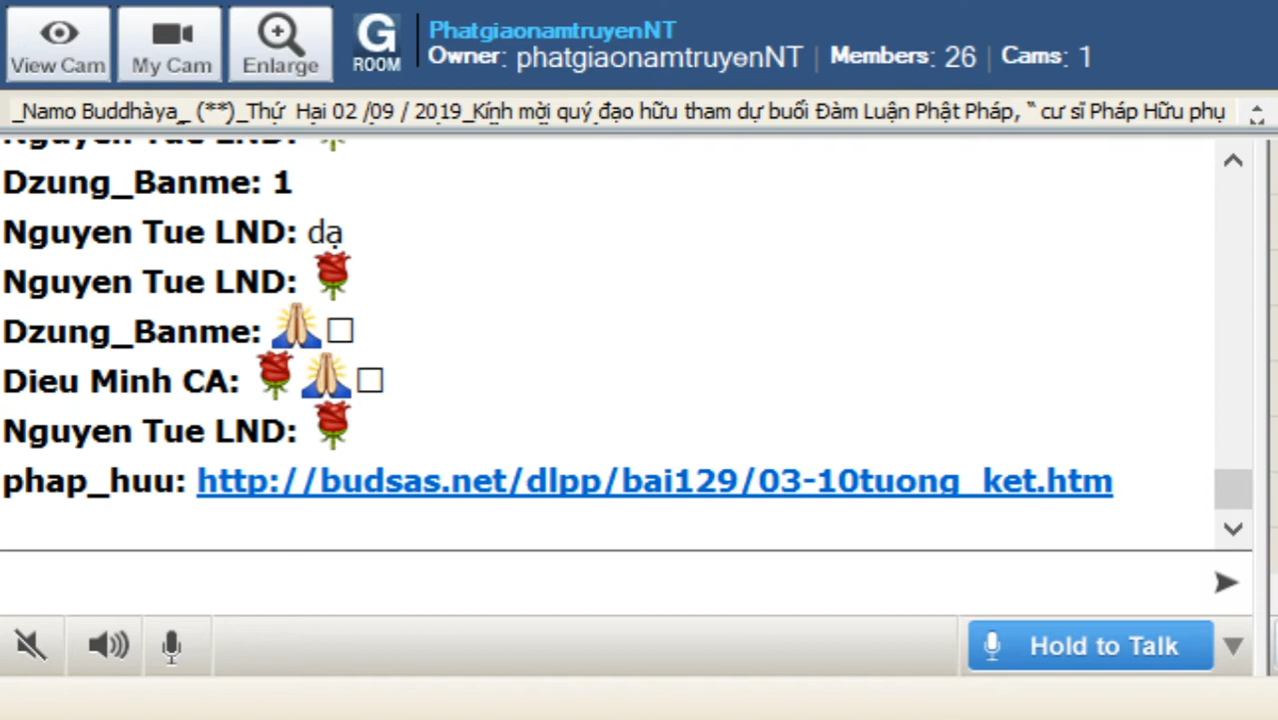 View Cam
My Cam
Enlarge
G
ROOM
PhatgiaonamtruyenNT
Owner: phatgiaonamtruyenNT | Members: 26 | Cams: 1
_Namo Buddhàya_ (**)_Thứ Hai 02 /09 / 2019_Kính mời quý đạo hữu tham dự buổi Đàm Luận Phật Pháp, " cư sĩ Pháp Hữu phụ
Nguyen Tue LND:
Dzung_Banme: 1
Nguyen Tue LND: dạ
Nguyen Tue LND:
Dzung_Banme:
Dieu Minh CA:
Nguyen Tue LND:
phap_huu: http://budsas.net/dlpp/bai129/03-10tuong_ket.htm
Hold to Talk